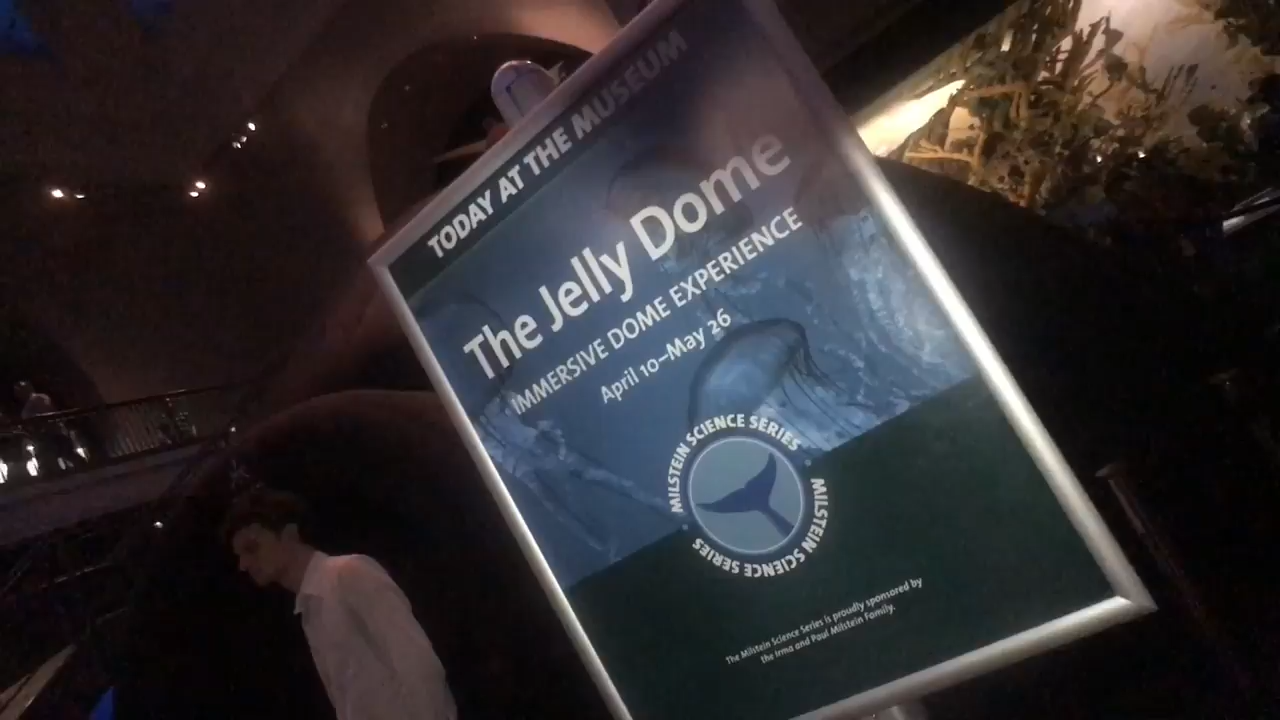 TODAY AT THE MUSEUM
The Jelly Dome
IMMERSIVE DOME EXPERIENCE
April 10–May 26
MILSTEIN SCIENCE SERIES
MILSTEIN SCIENCE SERIES
The Milstein Science Series is proudly sponsored by
the Irma and Paul Milstein Family.